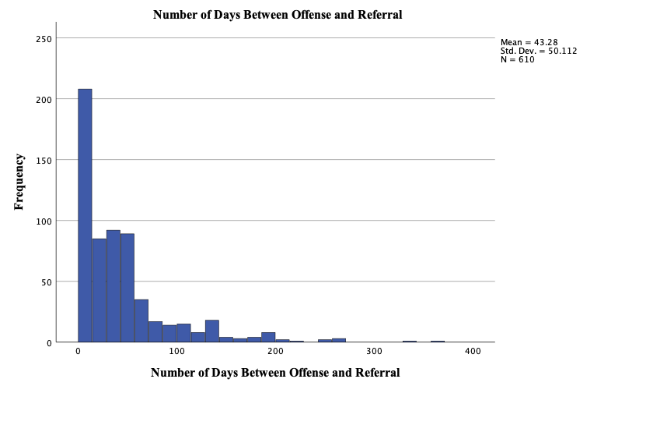 Number of Days Between Offense and Referral
Mean = 43.28
Std. Dev. = 50.112
N = 610
250
200
150
100
50
0
Frequency
0 100 200 300 400
Number of Days Between Offense and Referral